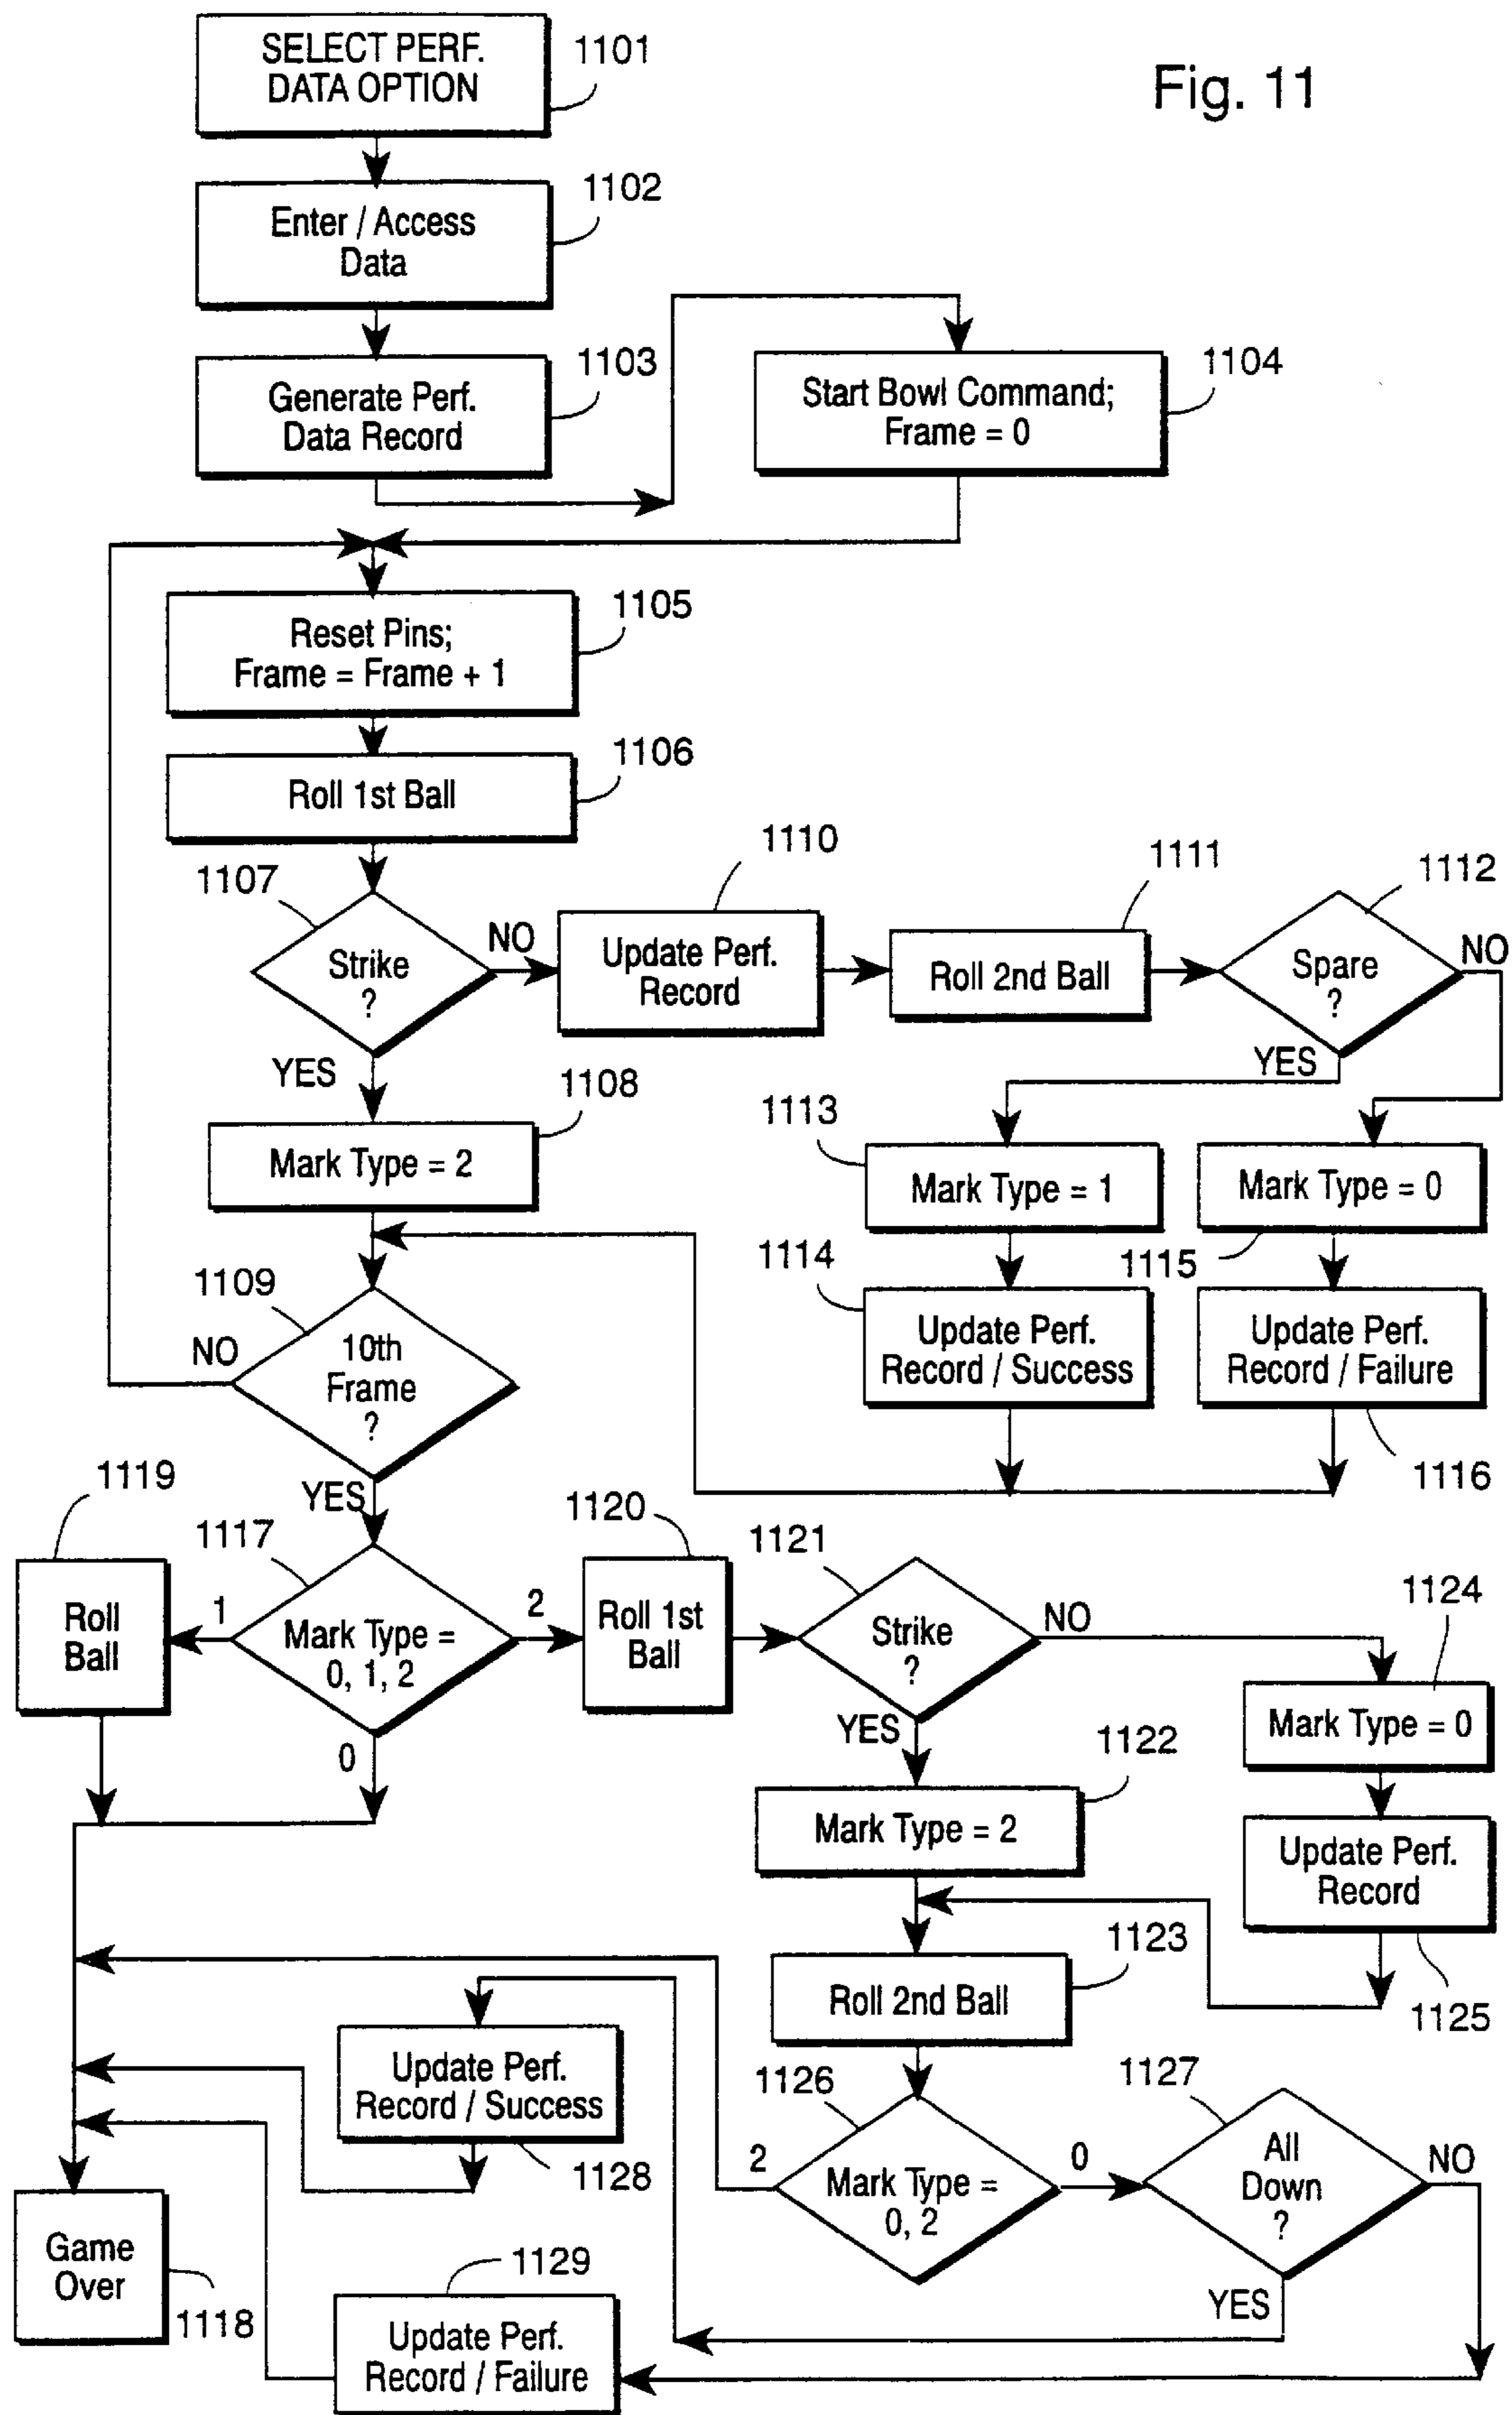 Fig. 11
SELECT PERF.
DATA OPTION
1101
Enter / Access
Data
1102
Generate Perf.
Data Record
1103
Start Bowl Command;
Frame = 0
1104
Reset Pins;
Frame = Frame + 1
1105
Roll 1st Ball
1106
1107
Strike
?
NO
YES
1110
Update Perf.
Record
1111
Roll 2nd Ball
1112
Spare
?
NO
YES
1108
Mark Type = 2
1113
Mark Type = 1
Mark Type = 0
1115
1114
Update Perf.
Record / Success
Update Perf.
Record / Failure
1116
1109
10th
Frame
?
NO
YES
1119
Roll
Ball
1117
Mark Type =
0, 1, 2
1
2
0
1120
Roll 1st
Ball
1121
Strike
?
NO
YES
1124
Mark Type = 0
1122
Mark Type = 2
Update Perf.
Record
1125
1123
Roll 2nd Ball
Update Perf.
Record / Success
1128
1126
Mark Type =
0, 2
2
0
1127
All
Down
?
NO
YES
Game
Over
1118
1129
Update Perf.
Record / Failure